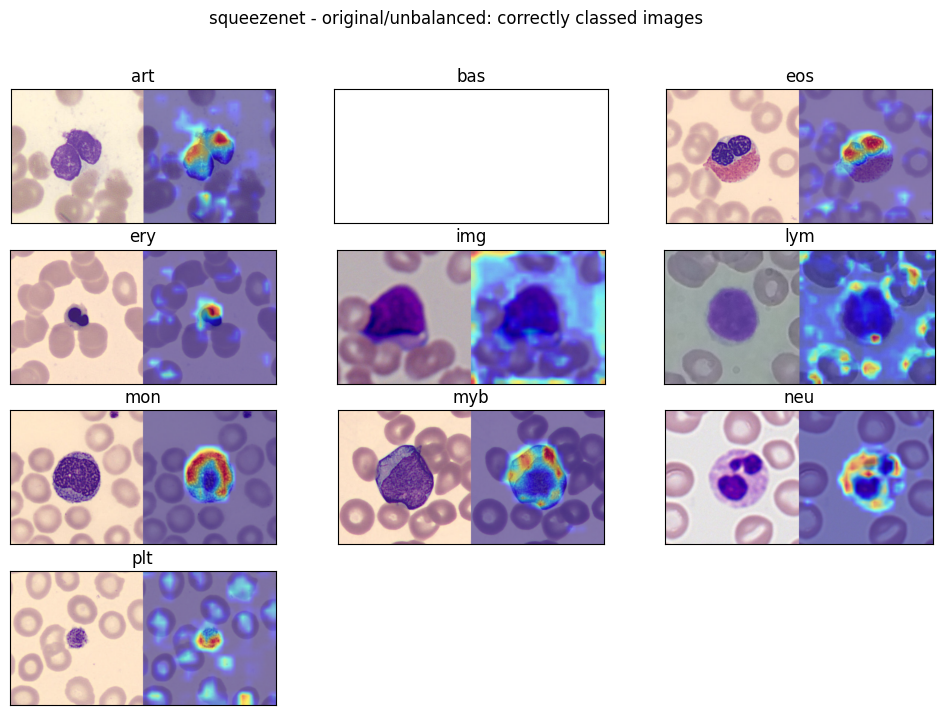 squeezenet - original/unbalanced: correctly classed images
art
bas
eos
ery
img
lym
mon
myb
neu
plt